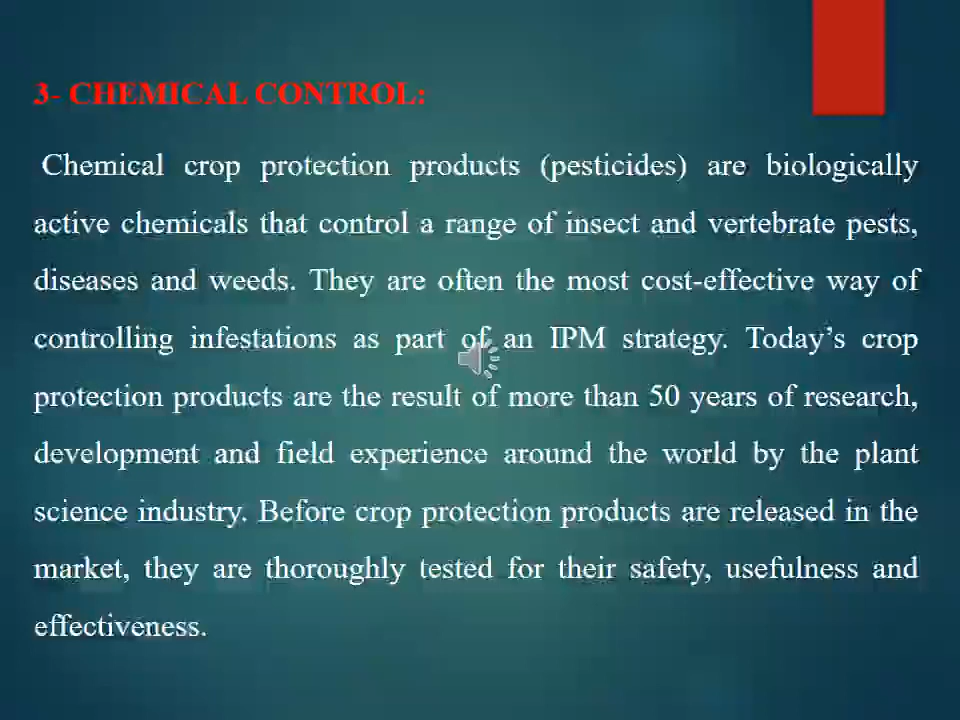 3- CHEMICAL CONTROL:
Chemical crop protection products (pesticides) are biologically
active chemicals that control a range of insect and vertebrate pests,
diseases and weeds. They are often the most cost-effective way of
controlling infestations as part of an IPM strategy. Today’s crop
protection products are the result of more than 50 years of research,
development and field experience around the world by the plant
science industry. Before crop protection products are released in the
market, they are thoroughly tested for their safety, usefulness and
effectiveness.